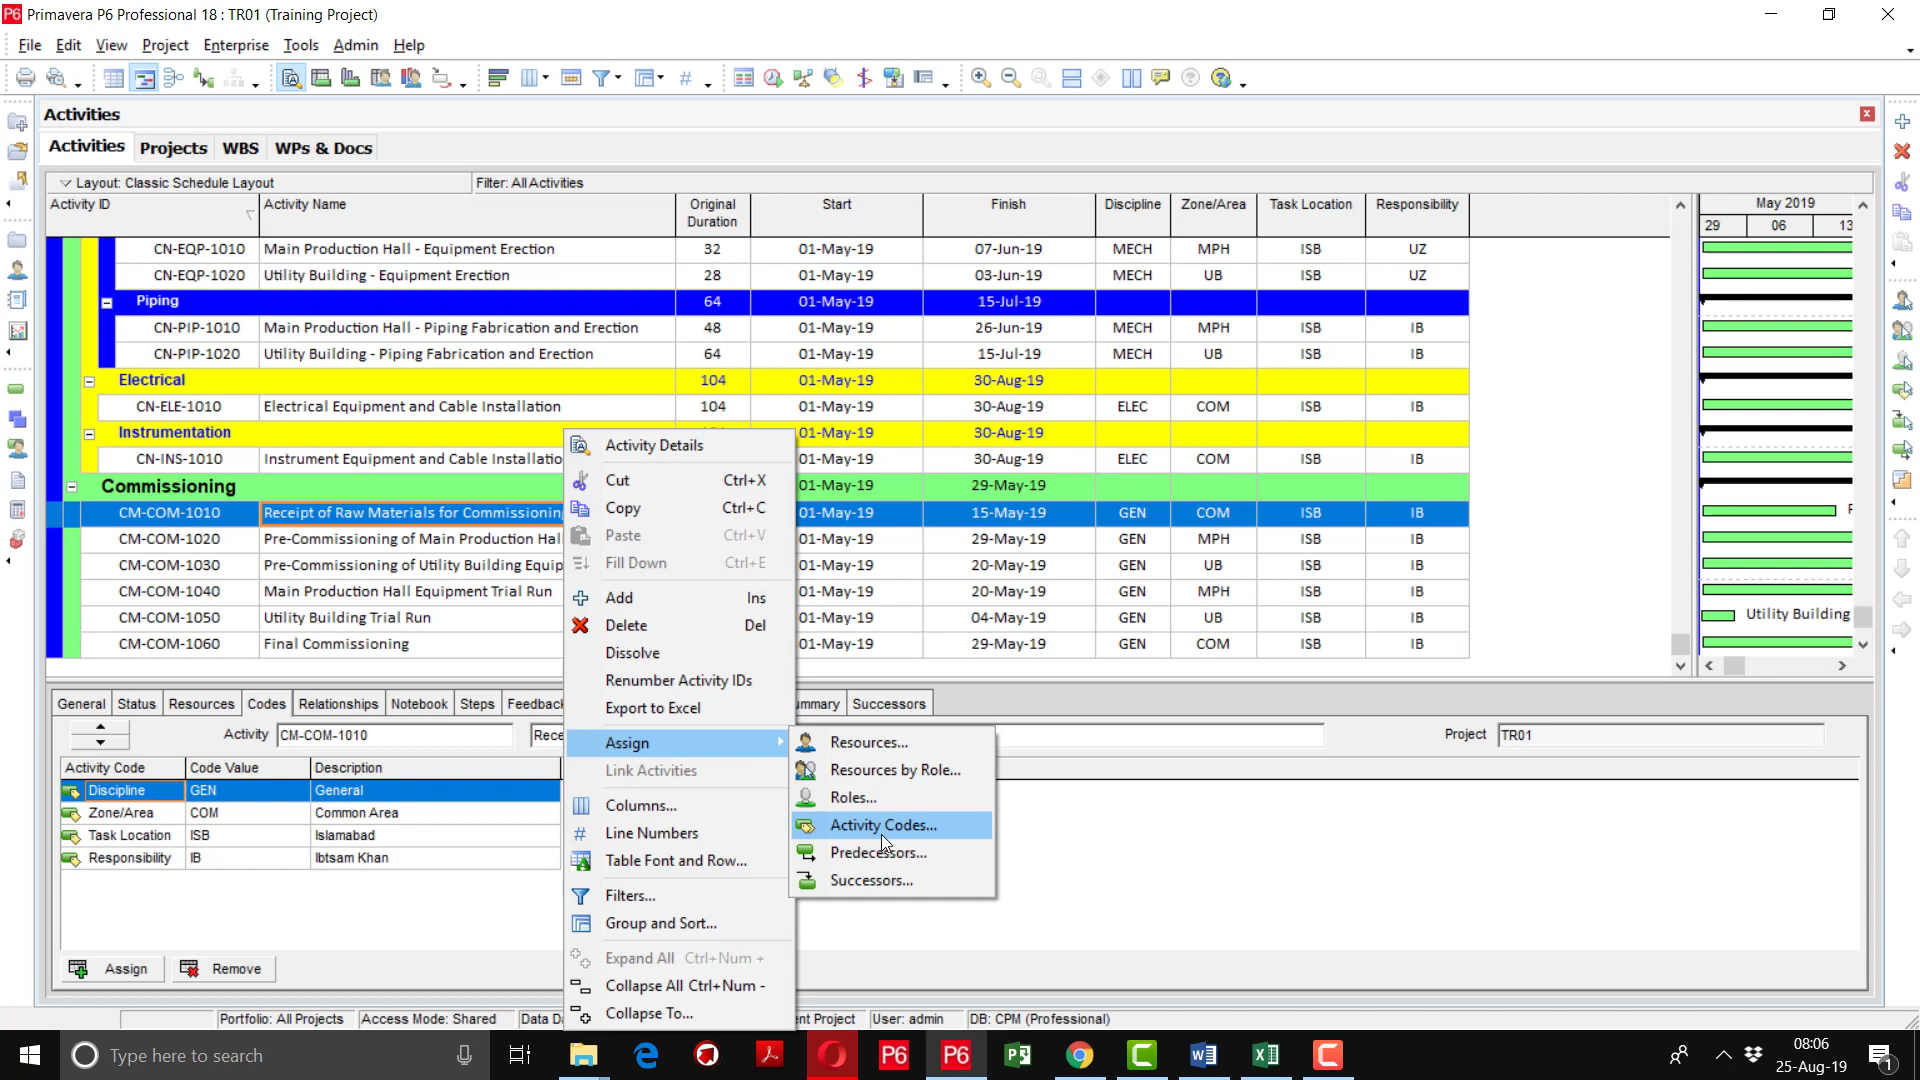 Primavera P6 Professional 18 : TR01 (Training Project)
File Edit View Project Enterprise Tools Admin Help
Activities
Activities Projects WBS WPs & Docs
Layout: Classic Schedule Layout Filter: All Activities
Activity ID Activity Name Original Duration Start Finish Discipline Zone/Area Task Location Responsibility May 2019
29 06 13
CN-EQP-1010 Main Production Hall - Equipment Erection 32 01-May-19 07-Jun-19 MECH MPH ISB UZ
CN-EQP-1020 Utility Building - Equipment Erection 28 01-May-19 03-Jun-19 MECH UB ISB UZ
Piping 64 01-May-19 15-Jul-19
CN-PIP-1010 Main Production Hall - Piping Fabrication and Erection 48 01-May-19 26-Jun-19 MECH MPH ISB IB
CN-PIP-1020 Utility Building - Piping Fabrication and Erection 64 01-May-19 15-Jul-19 MECH UB ISB IB
Electrical 104 01-May-19 30-Aug-19
CN-ELE-1010 Electrical Equipment and Cable Installation 104 01-May-19 30-Aug-19 ELEC COM ISB IB
Instrumentation 01-May-19 30-Aug-19
CN-INS-1010 Instrument Equipment and Cable Installatio 01-May-19 30-Aug-19 ELEC COM ISB IB
Commissioning 01-May-19 29-May-19
CM-COM-1010 Receipt of Raw Materials for Commissioning 01-May-19 15-May-19 GEN COM ISB IB
CM-COM-1020 Pre-Commissioning of Main Production Hal 01-May-19 29-May-19 GEN MPH ISB IB
CM-COM-1030 Pre-Commissioning of Utility Building Equip 01-May-19 20-May-19 GEN UB ISB IB
CM-COM-1040 Main Production Hall Equipment Trial Run 01-May-19 20-May-19 GEN MPH ISB IB
CM-COM-1050 Utility Building Trial Run 01-May-19 04-May-19 GEN UB ISB IB Utility Building
CM-COM-1060 Final Commissioning 01-May-19 29-May-19 GEN COM ISB IB
Activity Details
Cut Ctrl+X
Copy Ctrl+C
Paste Ctrl+V
Fill Down Ctrl+E
Add Ins
Delete Del
Dissolve
Renumber Activity IDs
Export to Excel
Assign
Link Activities
Columns...
Line Numbers
Table Font and Row...
Filters...
Group and Sort...
Expand All Ctrl+Num +
Collapse All Ctrl+Num -
Collapse To...
Resources...
Resources by Role...
Roles...
Activity Codes...
Predecessors...
Successors...
General Status Resources Codes Relationships Notebook Steps Feedback ummary Successors
Activity CM-COM-1010 Rece Project TR01
Activity Code Code Value Description
Discipline GEN General
Zone/Area COM Common Area
Task Location ISB Islamabad
Responsibility IB Ibtsam Khan
Assign Remove
Portfolio: All Projects Access Mode: Shared Data Da nt Project User: admin DB: CPM (Professional)
Type here to search
08:06
25-Aug-19
1